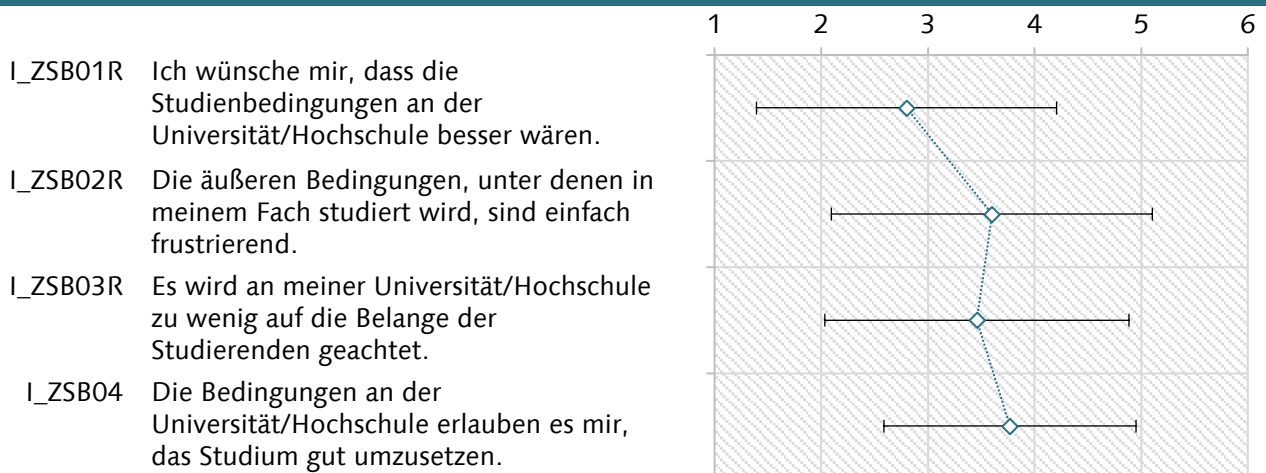 1 2 3 4 5 6
I_ZSB01R Ich wünsche mir, dass die
Studienbedingungen an der
Universität/Hochschule besser wären.
I_ZSB02R Die äußeren Bedingungen, unter denen in
meinem Fach studiert wird, sind einfach
frustrierend.
I_ZSB03R Es wird an meiner Universität/Hochschule
zu wenig auf die Belange der
Studierenden geachtet.
I_ZSB04 Die Bedingungen an der
Universität/Hochschule erlauben es mir,
das Studium gut umzusetzen.